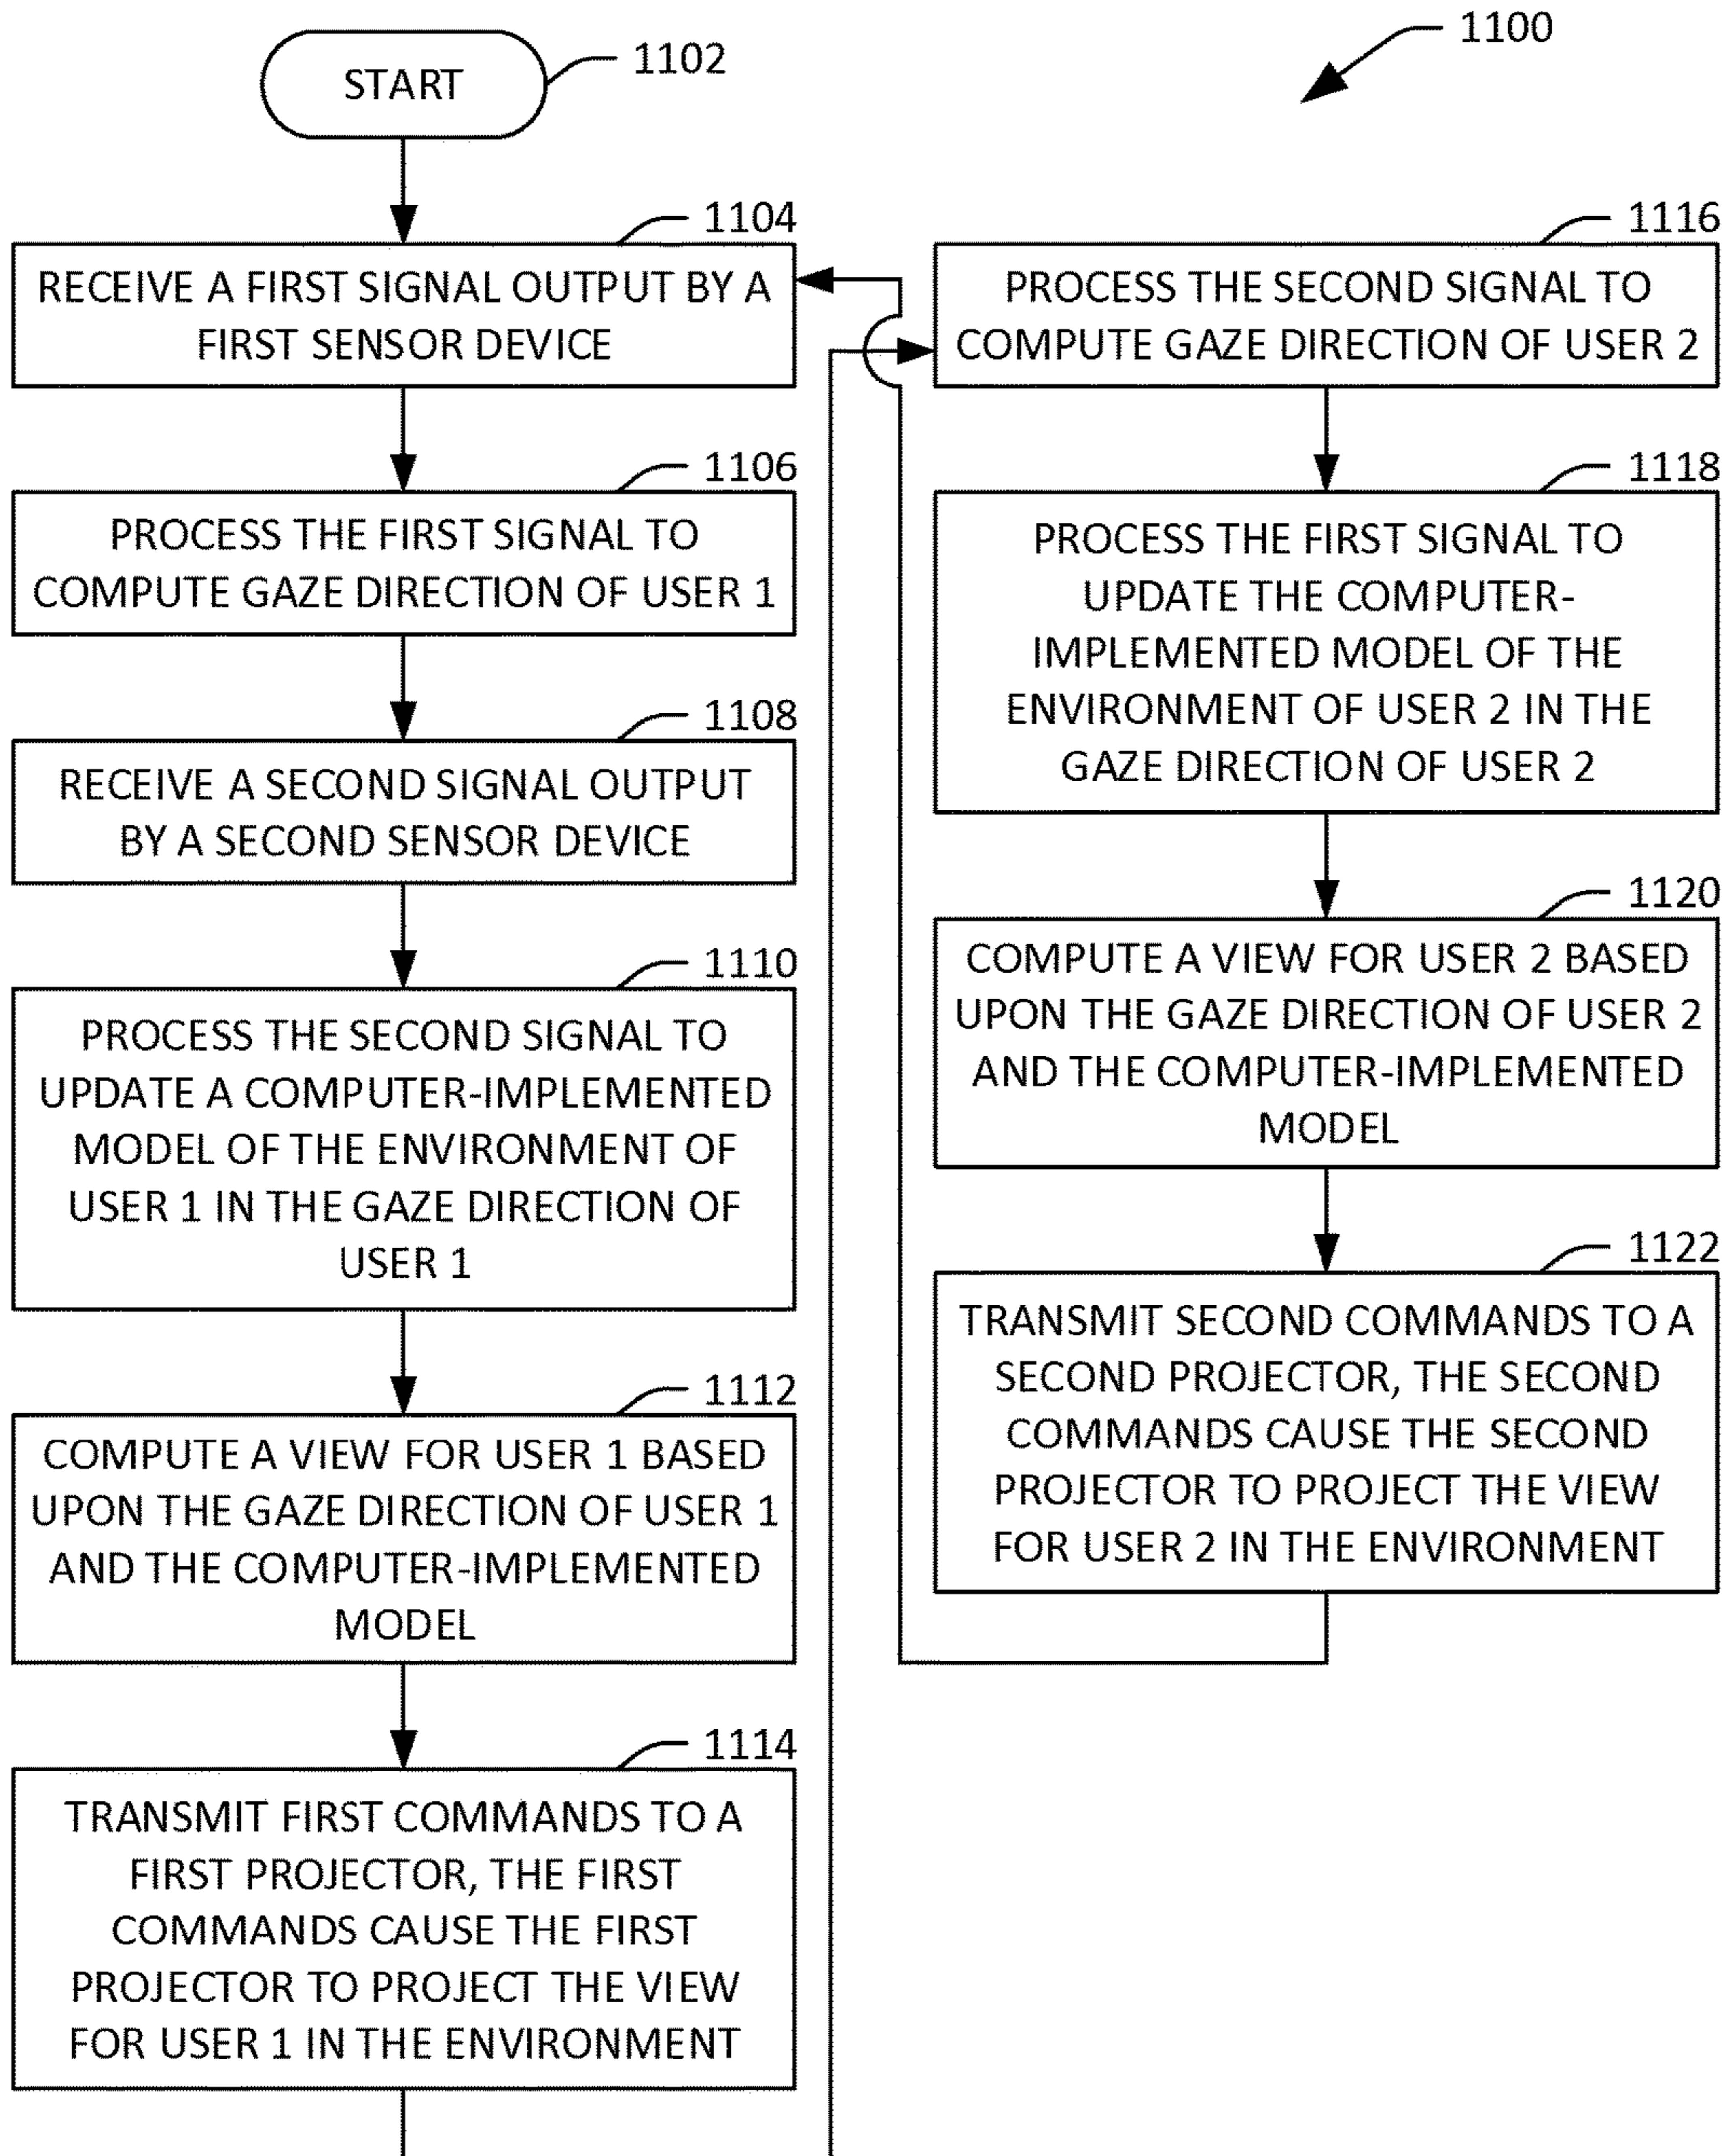 1100
START
1102
1104
RECEIVE A FIRST SIGNAL OUTPUT BY A
FIRST SENSOR DEVICE
1106
PROCESS THE FIRST SIGNAL TO
COMPUTE GAZE DIRECTION OF USER 1
1108
RECEIVE A SECOND SIGNAL OUTPUT
BY A SECOND SENSOR DEVICE
1110
PROCESS THE SECOND SIGNAL TO
UPDATE A COMPUTER-IMPLEMENTED
MODEL OF THE ENVIRONMENT OF
USER 1 IN THE GAZE DIRECTION OF
USER 1
1112
COMPUTE A VIEW FOR USER 1 BASED
UPON THE GAZE DIRECTION OF USER 1
AND THE COMPUTER-IMPLEMENTED
MODEL
1114
TRANSMIT FIRST COMMANDS TO A
FIRST PROJECTOR, THE FIRST
COMMANDS CAUSE THE FIRST
PROJECTOR TO PROJECT THE VIEW
FOR USER 1 IN THE ENVIRONMENT
1116
PROCESS THE SECOND SIGNAL TO
COMPUTE GAZE DIRECTION OF USER 2
1118
PROCESS THE FIRST SIGNAL TO
UPDATE THE COMPUTER-
IMPLEMENTED MODEL OF THE
ENVIRONMENT OF USER 2 IN THE
GAZE DIRECTION OF USER 2
1120
COMPUTE A VIEW FOR USER 2 BASED
UPON THE GAZE DIRECTION OF USER 2
AND THE COMPUTER-IMPLEMENTED
MODEL
1122
TRANSMIT SECOND COMMANDS TO A
SECOND PROJECTOR, THE SECOND
COMMANDS CAUSE THE SECOND
PROJECTOR TO PROJECT THE VIEW
FOR USER 2 IN THE ENVIRONMENT